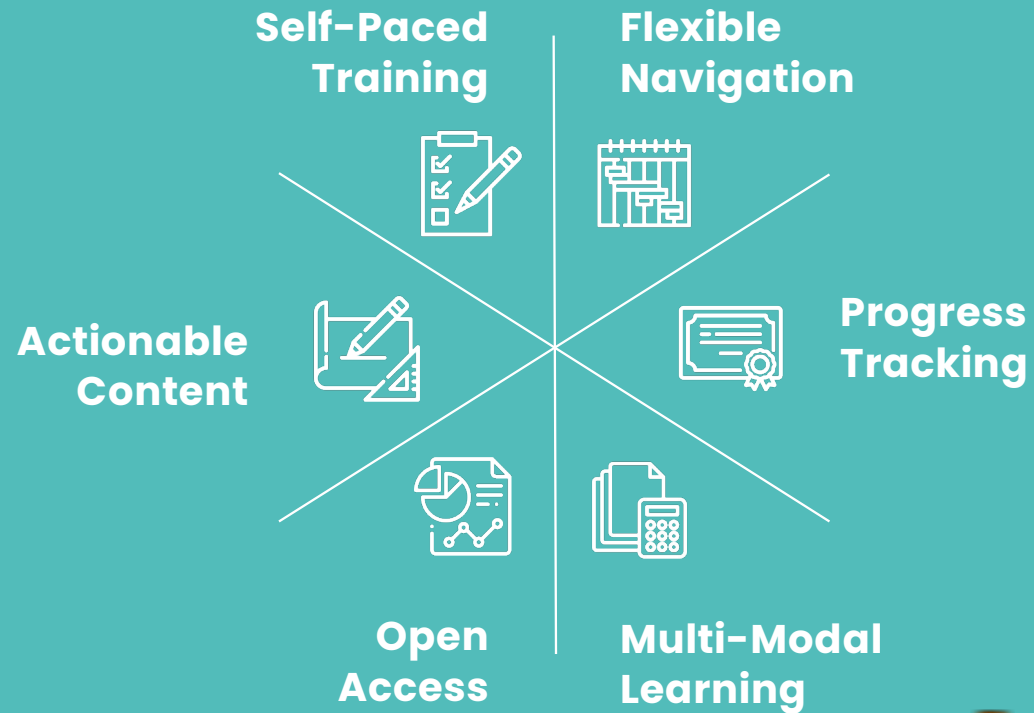 Self-Paced
Training
Flexible
Navigation
Actionable
Content
Progress
Tracking
Open
Access
Multi-Modal
Learning